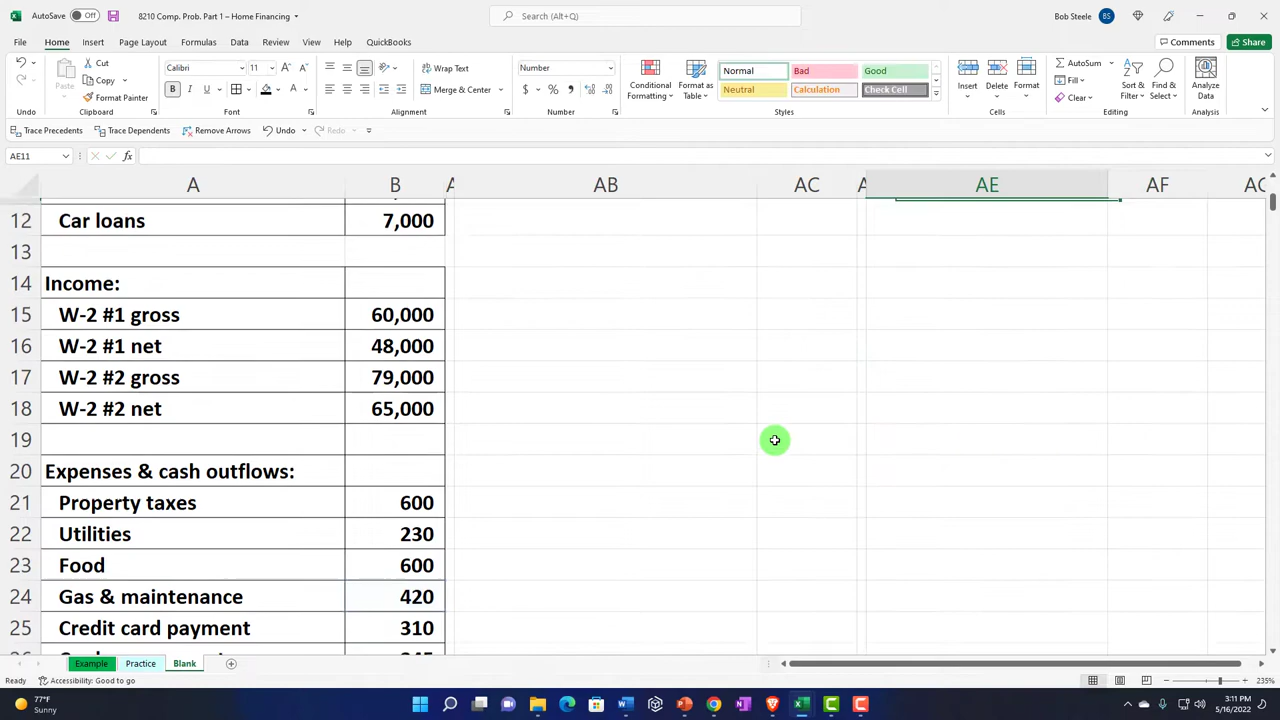 AutoSave Off 8210 Comp. Prob. Part 1 – Home Financing Search (Alt+Q) Bob Steele BS
File Home Insert Page Layout Formulas Data Review View Help QuickBooks Comments Share
Cut
Copy
Format Painter
Paste
Calibri 11
B I U
Wrap Text
Merge & Center
Number
$ % ,
Conditional Formatting
Format as Table
Normal Bad Good
Neutral Calculation Check Cell
Insert Delete Format
AutoSum
Fill
Clear
Sort & Filter
Find & Select
Analyze Data
Undo Clipboard Font Alignment Number Styles Cells Editing Analysis
Trace Precedents Trace Dependents Remove Arrows Undo Redo
AE11 fx
A B AB AC AE AF
12 Car loans 7,000
13
14 Income:
15 W-2 #1 gross 60,000
16 W-2 #1 net 48,000
17 W-2 #2 gross 79,000
18 W-2 #2 net 65,000
19
20 Expenses & cash outflows:
21 Property taxes 600
22 Utilities 230
23 Food 600
24 Gas & maintenance 420
25 Credit card payment 310
Example Practice Blank
Ready Accessibility: Good to go 235%
77°F
Sunny
3:11 PM
5/16/2022